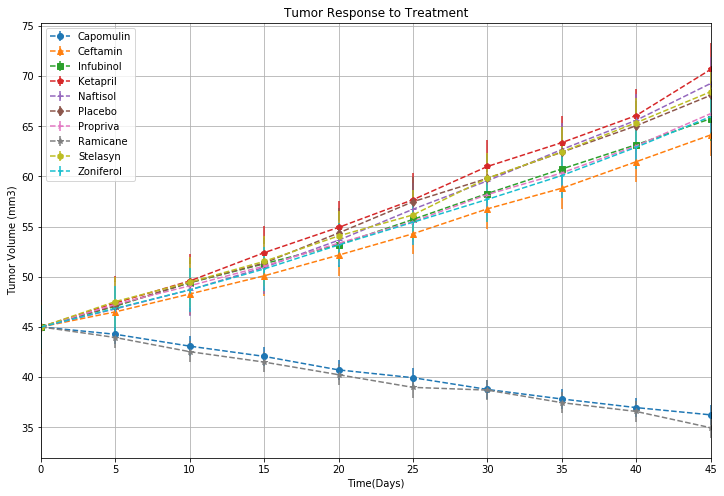 Tumor Response to Treatment
Tumor Volume (mm3)
75
70
65
60
55
50
45
40
35
Capomulin
Ceftamin
Infubinol
Ketapril
Naftisol
Placebo
Propriva
Ramicane
Stelasyn
Zoniferol
0 5 10 15 20 25 30 35 40 45
Time(Days)